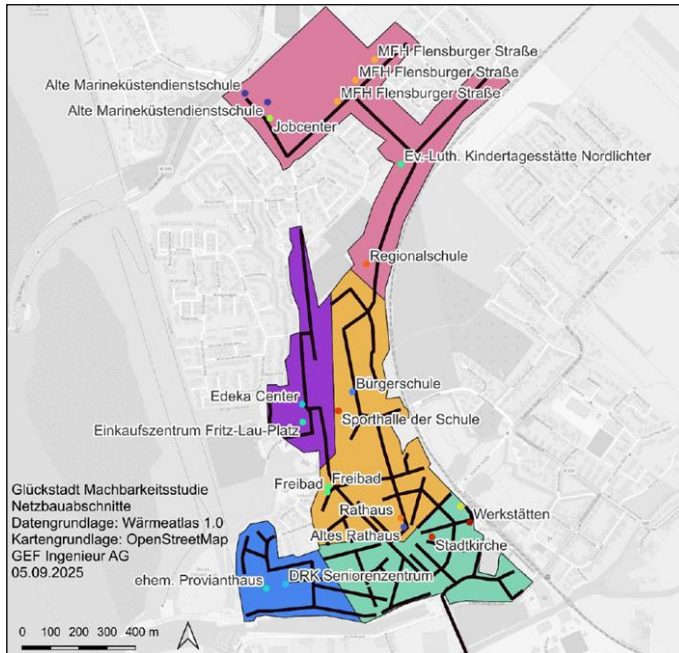 MFH Flensburger Straße
MFH Flensburger Straße
Alte Marineküstendienstschule
MFH Flensburger Straße
Alte Marineküstendienstschule
Jobcenter
Ev.-Luth. Kindertagesstätte Nordlichter
Regionalschule
Bürgerschule
Edeka Center
Sporthalle der Schule
Einkaufszentrum Fritz-Lau-Platz
Freibad
Freibad
Glückstadt Machbarkeitsstudie
Netzbauabschnitte
Datengrundlage: Wärmeatlas 1.0
Kartengrundlage: OpenStreetMap
GEF Ingenieur AG
05.09.2025
Rathaus
Werkstätten
Altes Rathaus
Stadtkirche
ehem. Provianthaus
DRK Seniorenzentrum
0 100 200 300 400 m